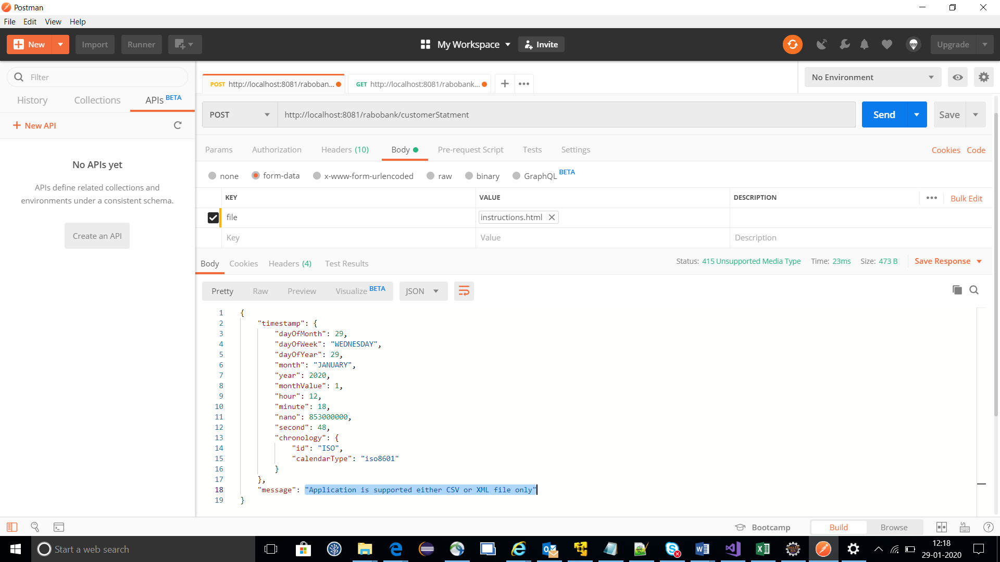 Postman
File Edit View Help
New Import Runner My Workspace Invite Upgrade
Filter
History Collections APIs BETA
+ New API
No APIs yet
APIs define related collections and
environments under a consistent schema.
Create an API
POST http://localhost:8081/raboban... GET http://localhost:8081/rabobank... + ••• No Environment
POST http://localhost:8081/rabobank/customerStatment Send Save
Params Authorization Headers (10) Body Pre-request Script Tests Settings Cookies Code
none form-data x-www-form-urlencoded raw binary GraphQL BETA
KEY VALUE DESCRIPTION ••• Bulk Edit
file instructions.html
Key Value Description
Body Cookies Headers (4) Test Results Status: 415 Unsupported Media Type Time: 23ms Size: 473 B Save Response
Pretty Raw Preview Visualize BETA JSON
1 {
2 "timestamp": {
3 "dayOfMonth": 29,
4 "dayOfWeek": "WEDNESDAY",
5 "dayOfYear": 29,
6 "month": "JANUARY",
7 "year": 2020,
8 "monthValue": 1,
9 "hour": 12,
10 "minute": 18,
11 "nano": 853000000,
12 "second": 48,
13 "chronology": {
14 "id": "ISO",
15 "calendarType": "iso8601"
16 }
17 },
18 "message": "Application is supported either CSV or XML file only"
19 }
Bootcamp Build Browse
Start a web search
12:18
29-01-2020